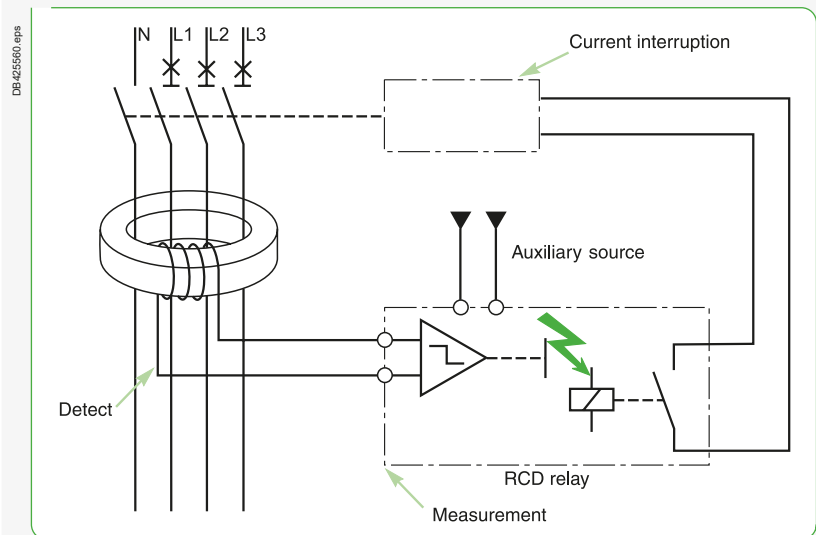 DB425560.eps
N L1 L2 L3
Current interruption
Auxiliary source
Detect
RCD relay
Measurement